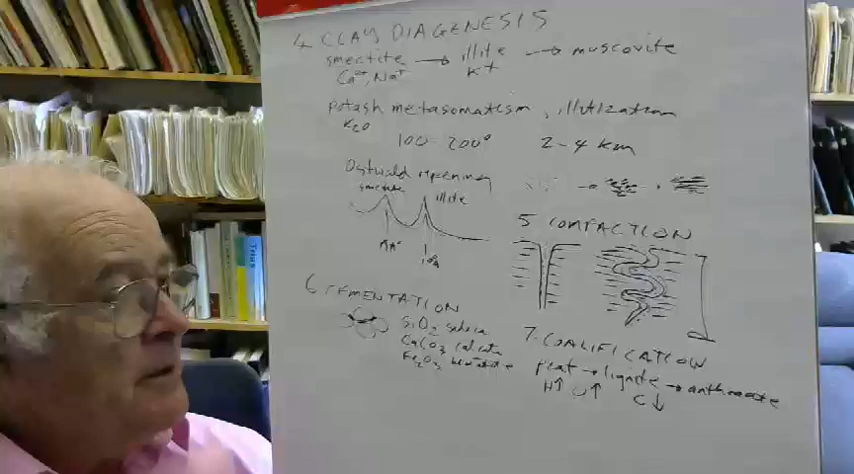 4 CLAY DIAGENESIS
smectite → illite → muscovite
Ca²⁺, Na⁺ K⁺
potash metasomatism, illitization
K₂O
100-200° 2-4 km
Ostwald ripening
smectite illite
10Å
5 COMPACTION
6 CEMENTATION
SiO₂ silica
CaCO₃ calcite
Fe₂O₃ hematite
7 COALIFICATION
peat → lignite → anthracite
H↑ O↑ C↓